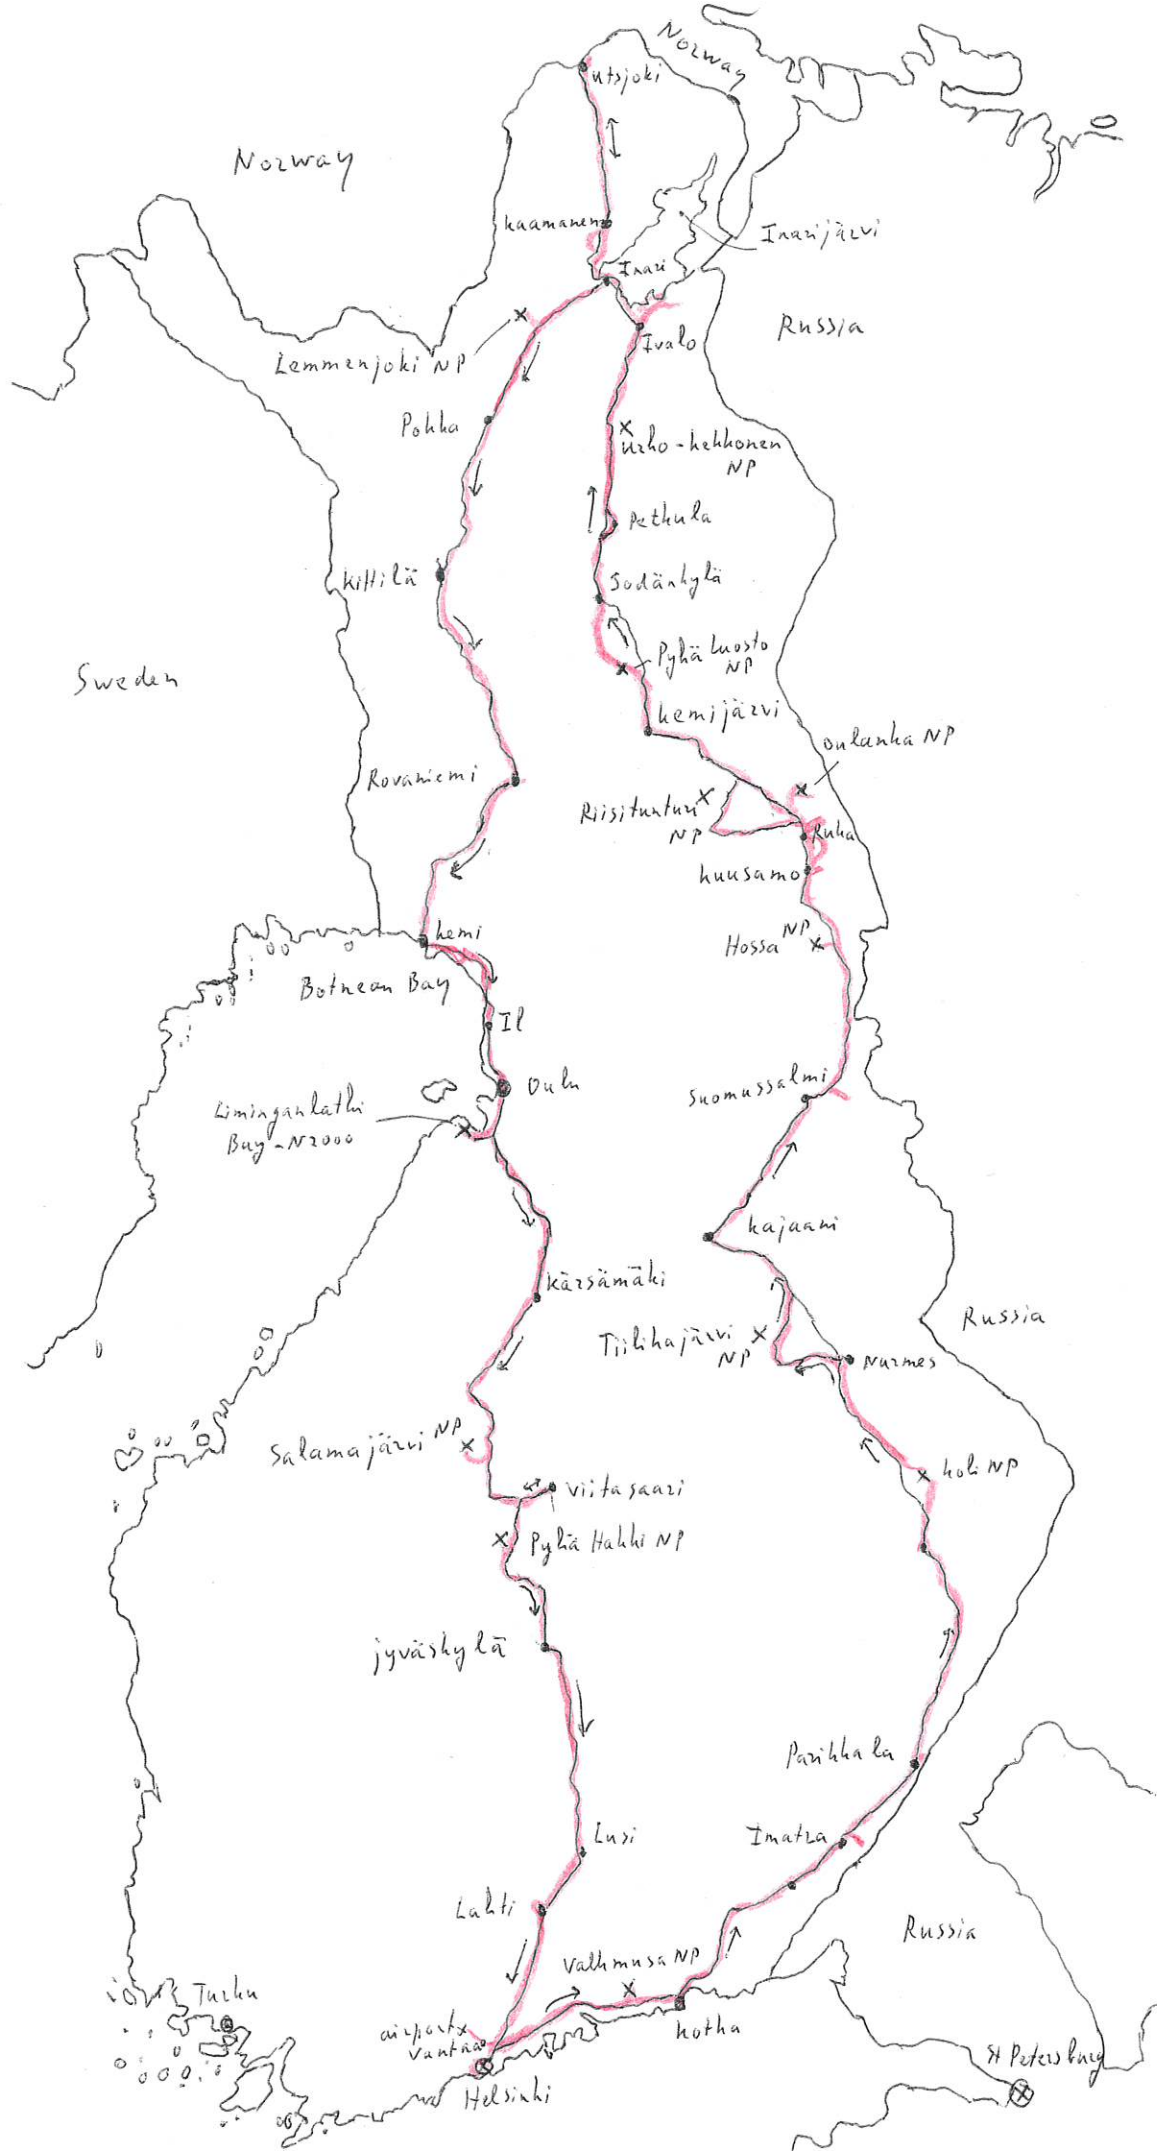 Norway
utsjoki
Norway
kaamanen
Inarijärvi
Inari
Russia
Ivalo
Lemmenjoki NP
Pokka
Urho-kekkonen
NP
Petkula
kittilä
Sodänkylä
Pyhä Luosto
NP
Sweden
kemijärvi
oulanka NP
Rovaniemi
Riisitunturi
NP
Ruka
kuusamo
kemi
Hossa NP
Botnean Bay
Il
Oulu
Suomussalmi
Liminganlathi
Bay-N2000
kajaani
kärsämäki
Russia
Tiilikajärvi
NP
Nurmes
Salamajärvi NP
koli NP
viitasaari
Pyhä Hakki NP
jyväskylä
Parikkala
Lusi
Imatra
Lahti
Russia
Valkmusa NP
Turku
airport
Vantaa
kotka
St Petersburg
Helsinki